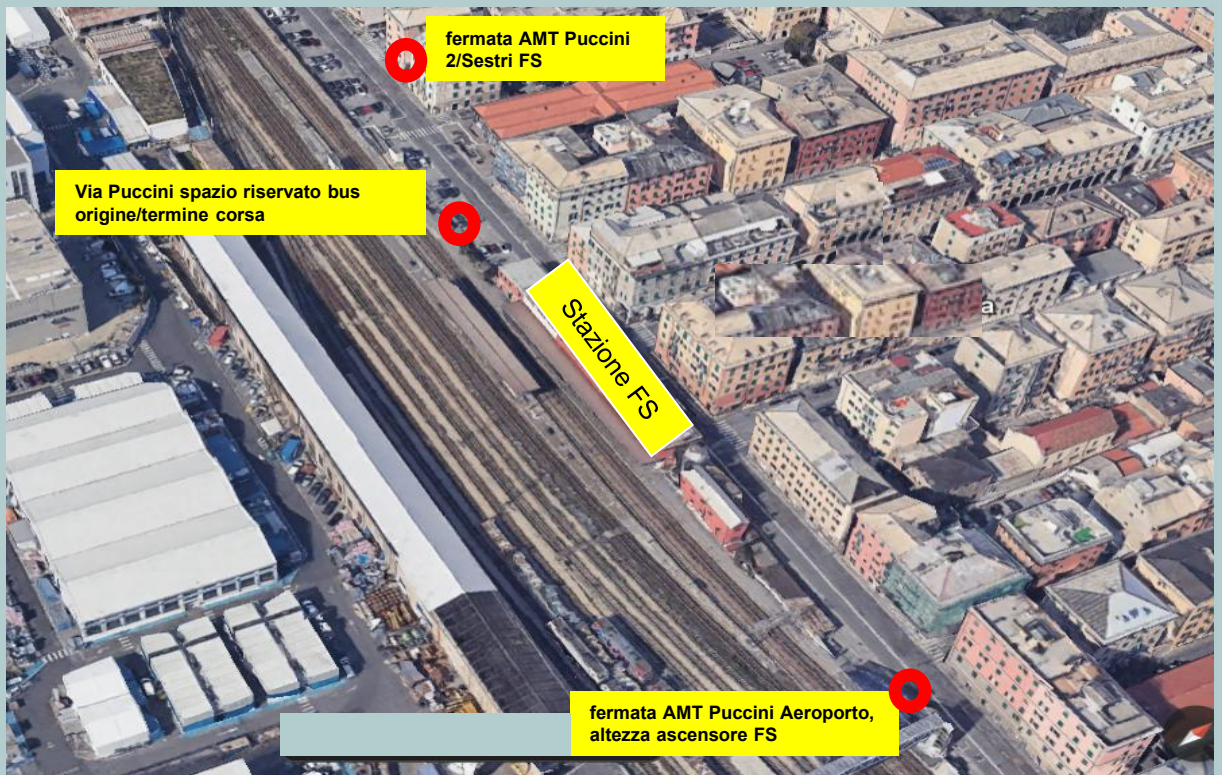 fermata AMT Puccini
2/Sestri FS
Via Puccini spazio riservato bus
origine/termine corsa
Stazione FS
a
fermata AMT Puccini Aeroporto,
altezza ascensore FS